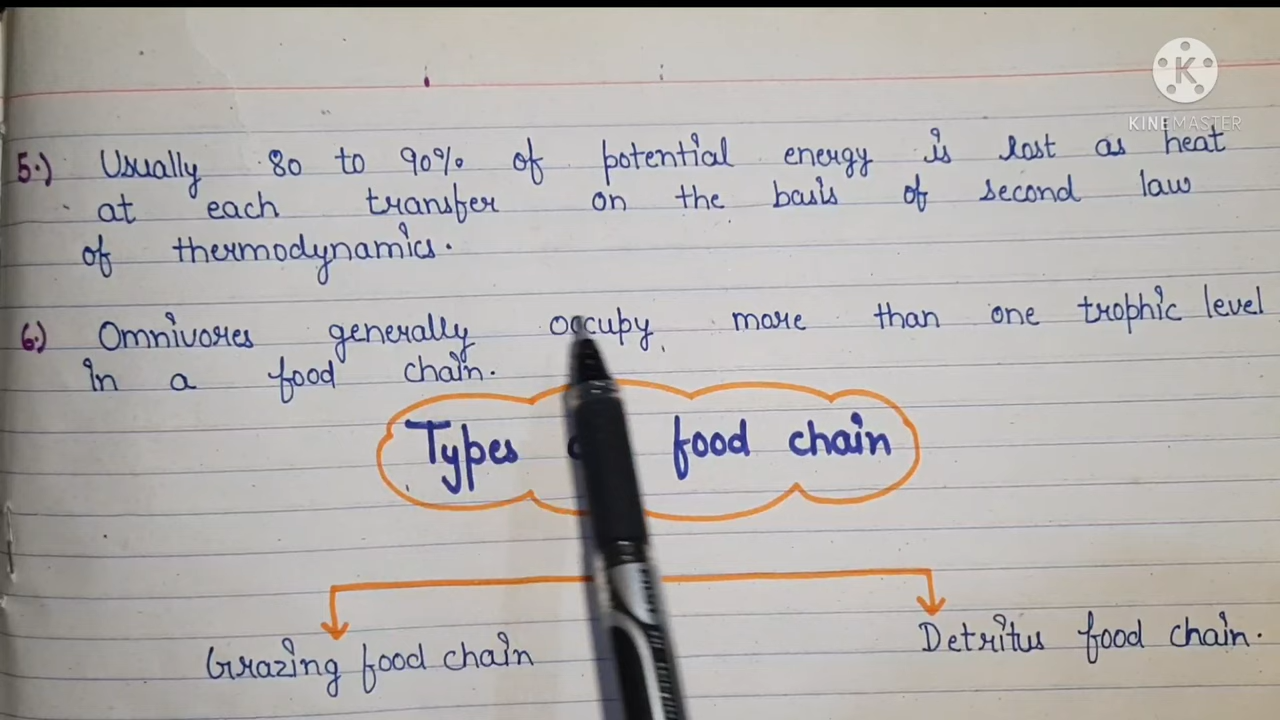 KINEMASTER
5.) Usually 80 to 90% of potential energy is lost as heat
at each transfer on the basis of second law
of thermodynamics.
6.) Omnivores generally occupy more than one trophic level
in a food chain.
Types food chain
Grazing food chain
Detritus food chain.